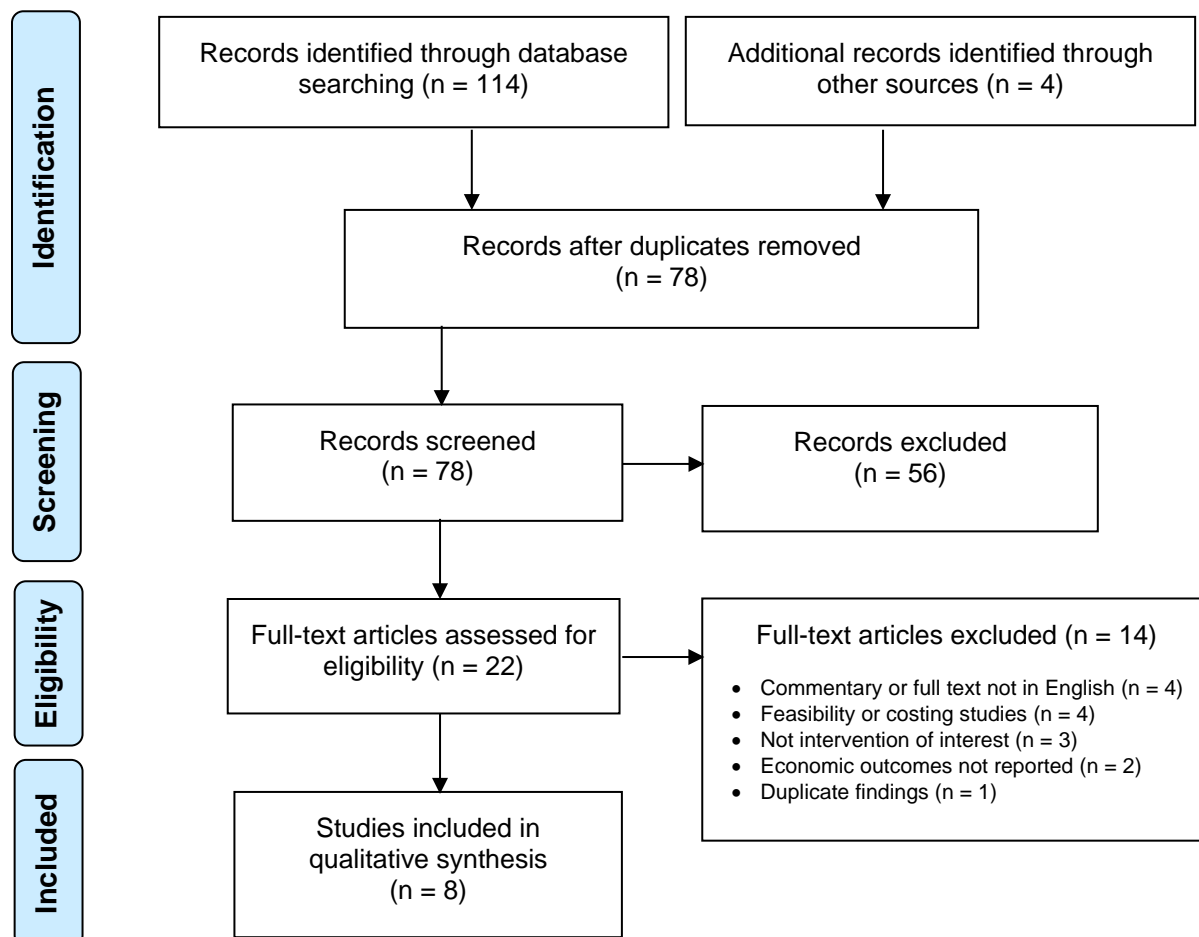 Identification
Records identified through database
searching (n = 114)
Additional records identified through
other sources (n = 4)
Records after duplicates removed
(n = 78)
Screening
Records screened
(n = 78)
Records excluded
(n = 56)
Eligibility
Full-text articles assessed for
eligibility (n = 22)
Full-text articles excluded (n = 14)
• Commentary or full text not in English (n = 4)
• Feasibility or costing studies (n = 4)
• Not intervention of interest (n = 3)
• Economic outcomes not reported (n = 2)
• Duplicate findings (n = 1)
Included
Studies included in
qualitative synthesis
(n = 8)